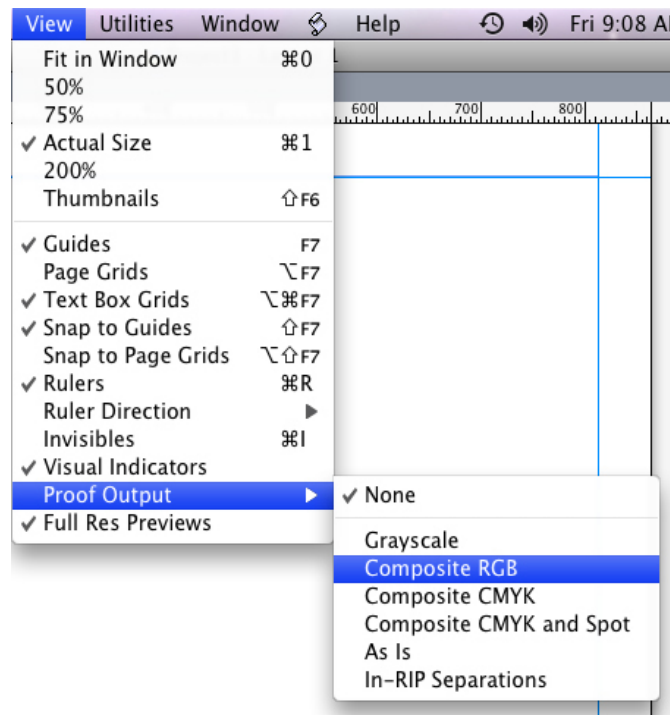 View Utilities Window Help Fri 9:08 A
Fit in Window ⌘0
50%
75%
600 700 800
✓ Actual Size ⌘1
200%
Thumbnails ⇧F6
✓ Guides F7
Page Grids ⌥F7
✓ Text Box Grids ⌥⌘F7
✓ Snap to Guides ⇧F7
Snap to Page Grids ⌥⇧F7
✓ Rulers ⌘R
Ruler Direction ▶
Invisibles ⌘I
✓ Visual Indicators
Proof Output ▶
✓ Full Res Previews
✓ None
Grayscale
Composite RGB
Composite CMYK
Composite CMYK and Spot
As Is
In-RIP Separations